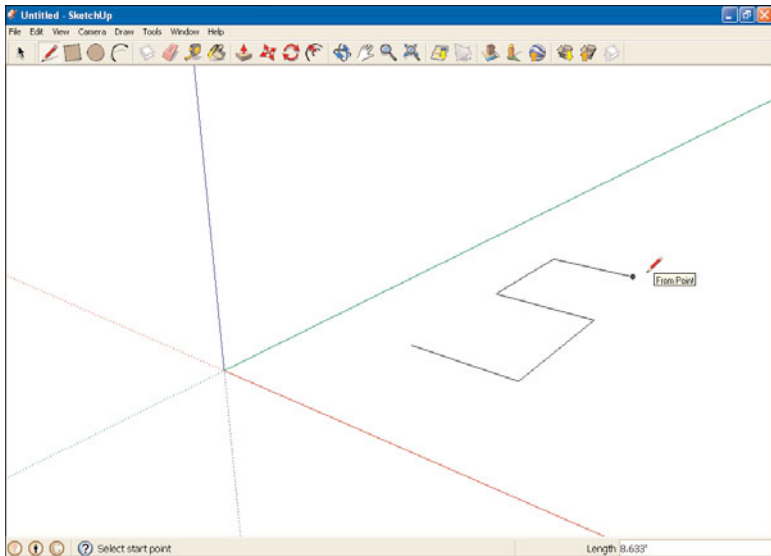 Untitled - SketchUp
File Edit View Camera Draw Tools Window Help
From Point
Select start point
Length 8.633"